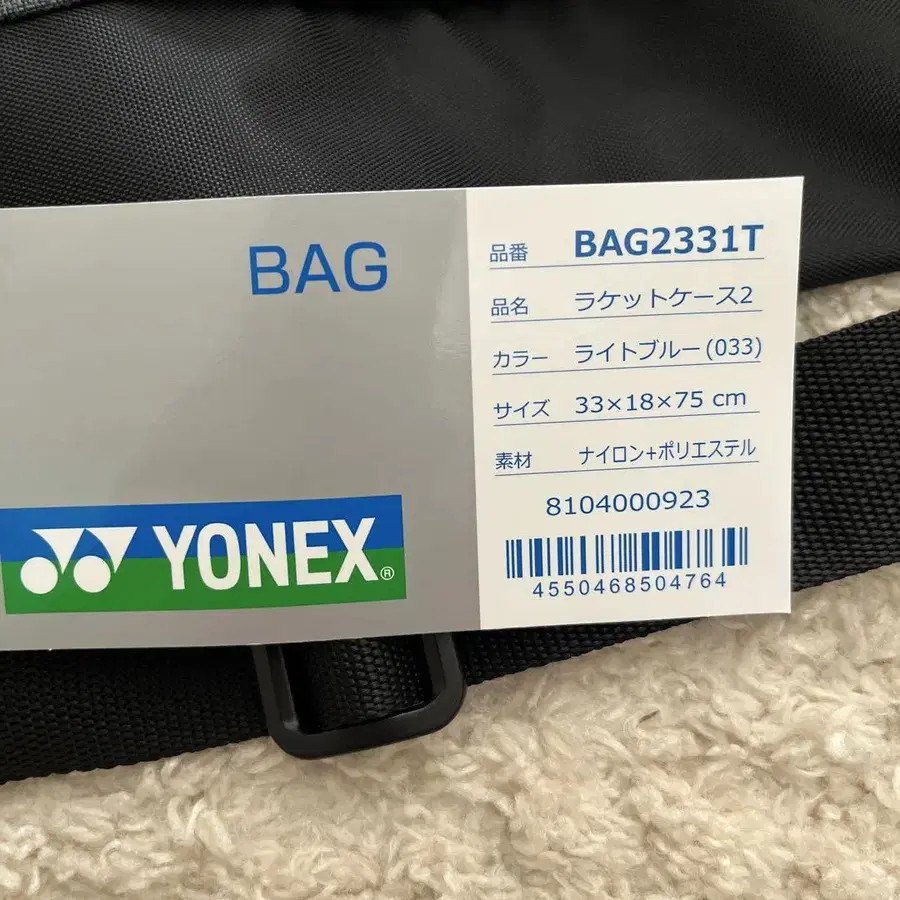 BAG
YONEX®
品番 BAG2331T
品名 ラケットケース2
カラー ライトブルー(033)
サイズ 33×18×75 cm
素材 ナイロン+ポリエステル
8104000923
4550468504764